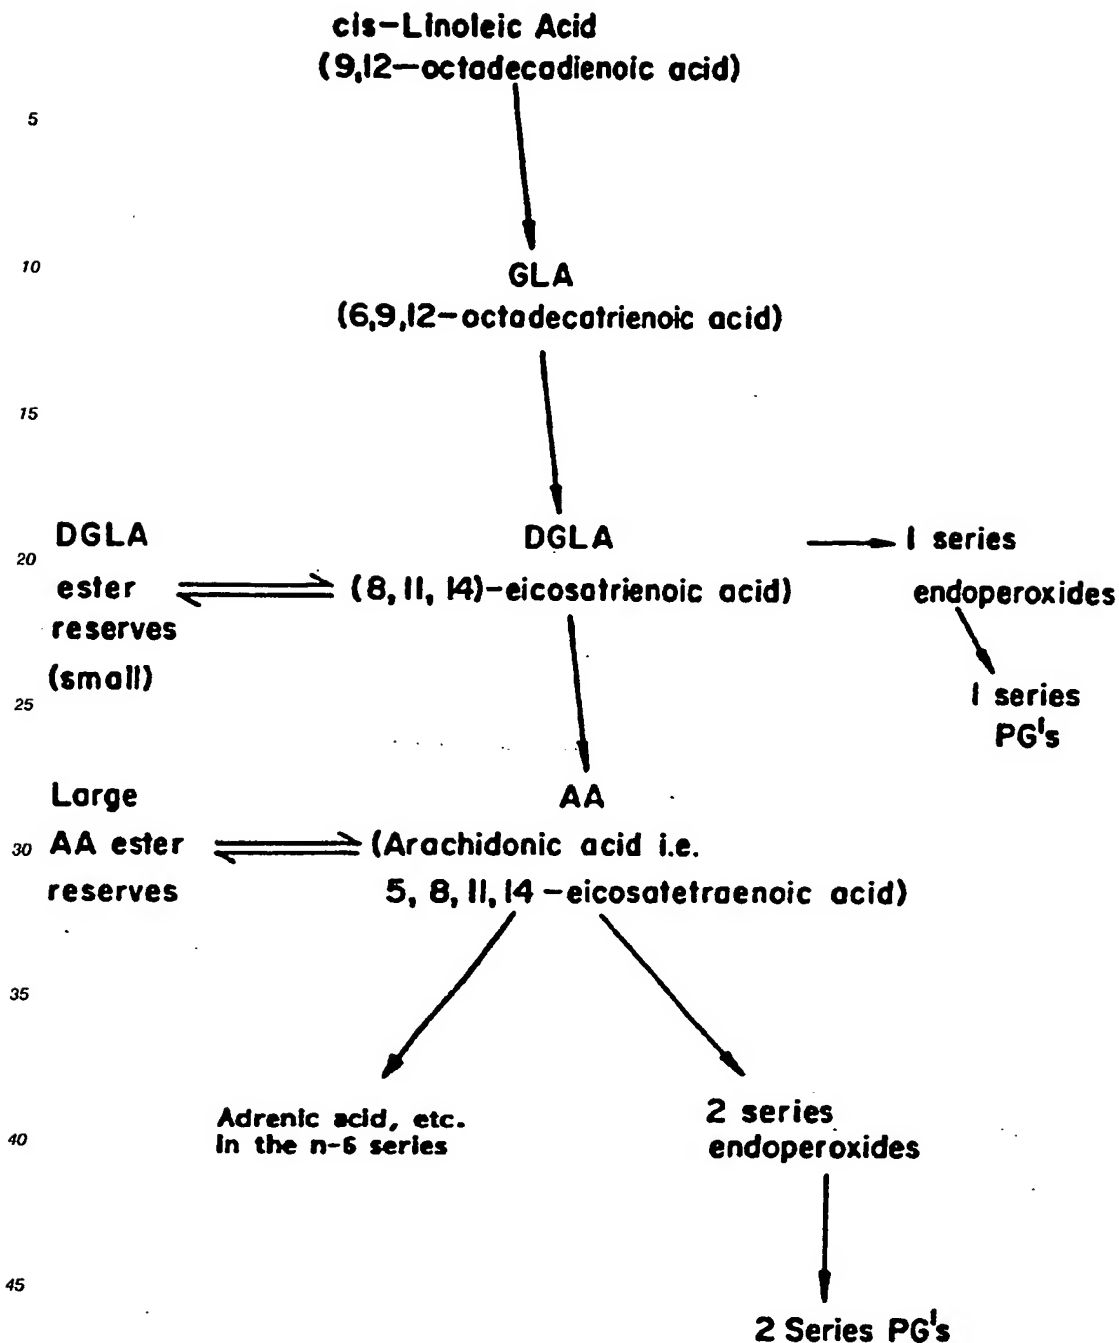 cis-Linoleic Acid
(9,12-octadecadienoic acid)
5
10
GLA
(6,9,12-octadecatrienoic acid)
15
DGLA
DGLA
1 series
20
ester
(8, 11, 14)-eicosatrienoic acid)
endoperoxides
reserves
(small)
25
1 series
PG's
Large
AA
30
AA ester
(Arachidonic acid i.e.
reserves
5, 8, 11, 14-eicosatetraenoic acid)
35
Adrenic acid, etc.
in the n-6 series
2 series
endoperoxides
40
45
2 Series PG's